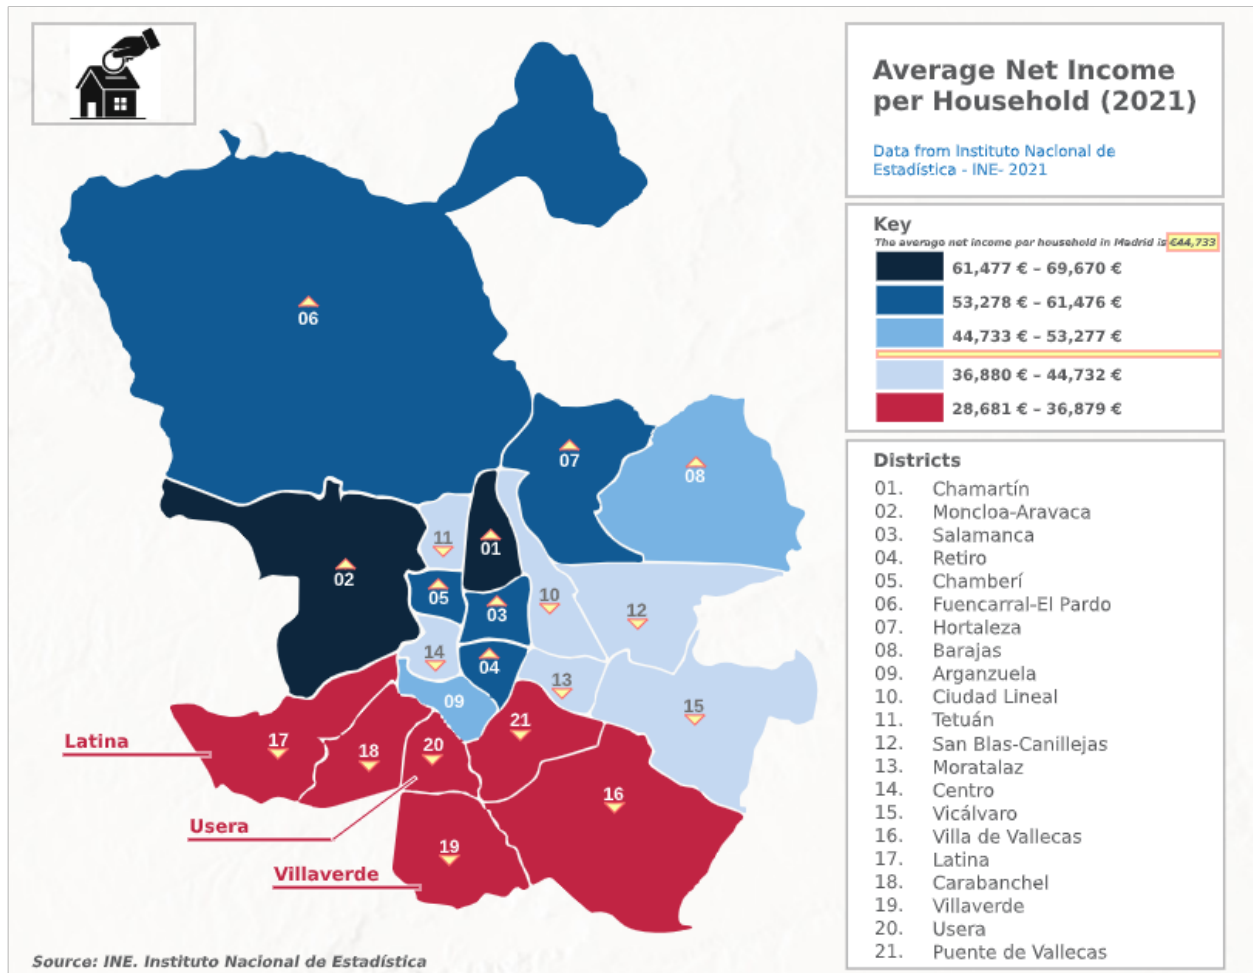 Average Net Income
per Household (2021)
Data from Instituto Nacional de
Estadística - INE- 2021
Key
The average net income per household in Madrid is €44,733
61,477 € – 69,670 €
53,278 € – 61,476 €
44,733 € – 53,277 €
36,880 € – 44,732 €
28,681 € – 36,879 €
Districts
01. Chamartín
02. Moncloa-Aravaca
03. Salamanca
04. Retiro
05. Chamberí
06. Fuencarral-El Pardo
07. Hortaleza
08. Barajas
09. Arganzuela
10. Ciudad Lineal
11. Tetuán
12. San Blas-Canillejas
13. Moratalaz
14. Centro
15. Vicálvaro
16. Villa de Vallecas
17. Latina
18. Carabanchel
19. Villaverde
20. Usera
21. Puente de Vallecas
06
07
08
11
01
02
05
03
10
12
14
04
13
09
15
21
17
18
20
16
19
Latina
Usera
Villaverde
Source: INE. Instituto Nacional de Estadística